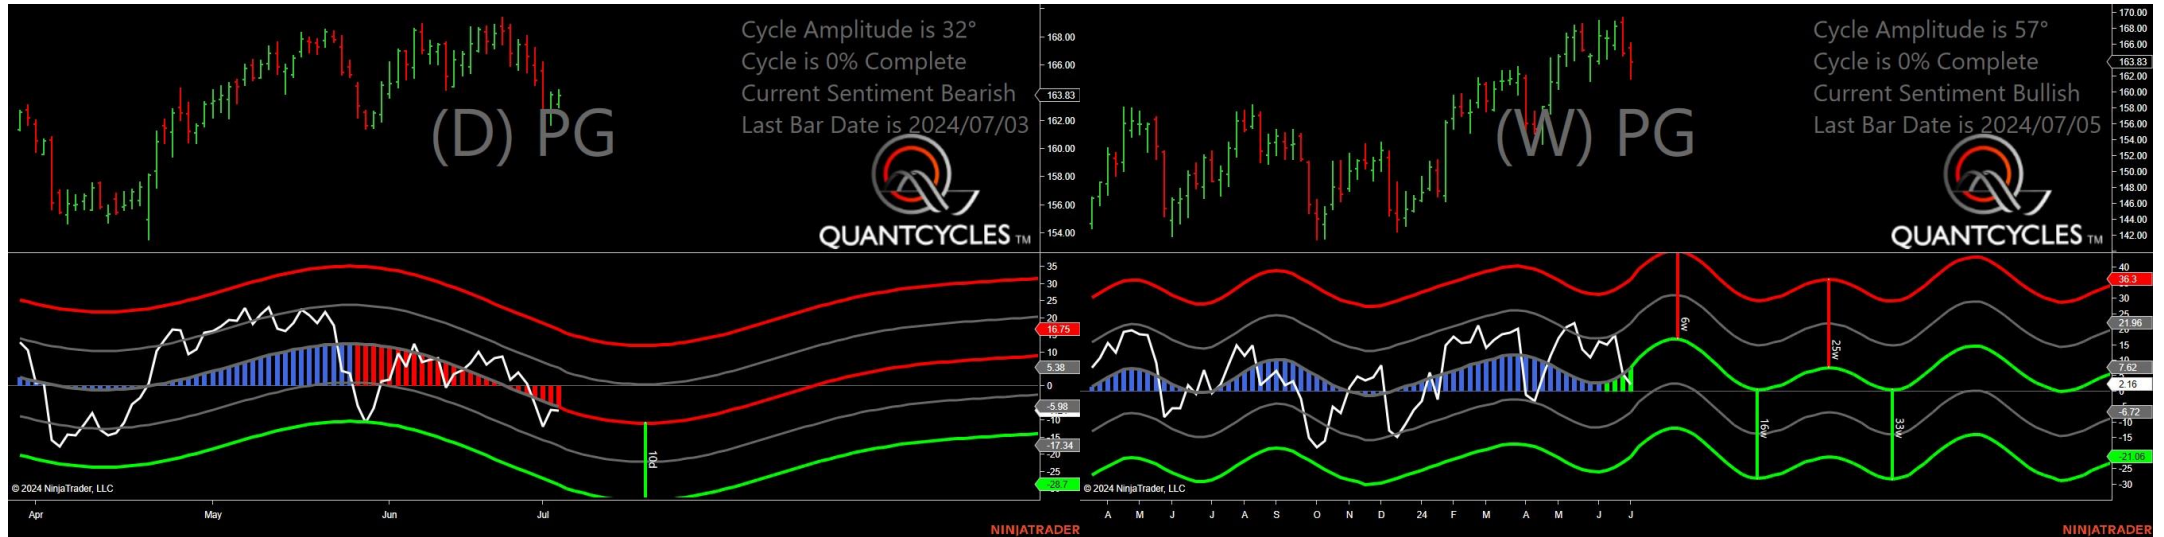 Cycle Amplitude is 32°
Cycle is 0% Complete
Current Sentiment Bearish
Last Bar Date is 2024/07/03
(D) PG
QUANTCYCLES TM
168.00
166.00
163.83
162.00
160.00
158.00
156.00
154.00
35
30
25
20
16.75
10
5.38
0
-5.98
-10
-15
-17.34
-20
-25
-28.7
10d
© 2024 NinjaTrader, LLC
Apr May Jun Jul
NINJATRADER
Cycle Amplitude is 57°
Cycle is 0% Complete
Current Sentiment Bullish
Last Bar Date is 2024/07/05
(W) PG
QUANTCYCLES TM
170.00
168.00
166.00
163.83
162.00
160.00
158.00
156.00
154.00
152.00
150.00
148.00
146.00
144.00
142.00
40
36.3
30
25
21.96
15
10
7.62
2.16
0
-5
-6.72
-10
-15
-21.06
-25
-30
6w
25w
16w
33w
© 2024 NinjaTrader, LLC
A M J J A S O N D 24 F M A M J J
NINJATRADER